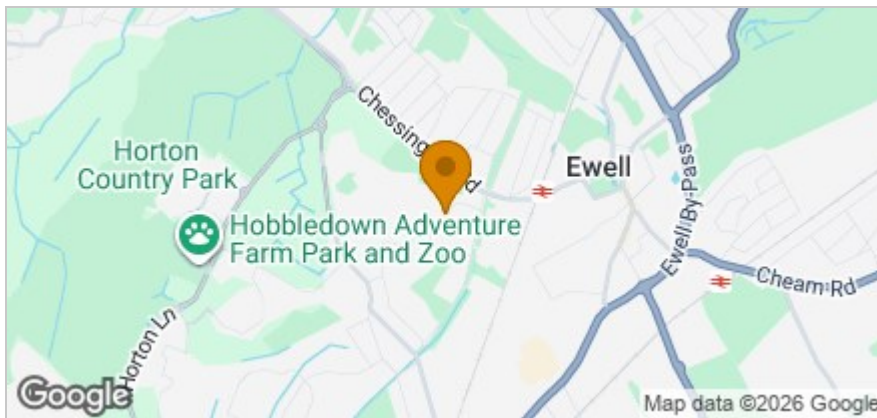 Chessing
d
Horton
Country Park
Ewell
Hobbledown Adventure
Farm Park and Zoo
Ewell By-Pass
Cheam Rd
Horton Ln
Google
Map data ©2026 Google